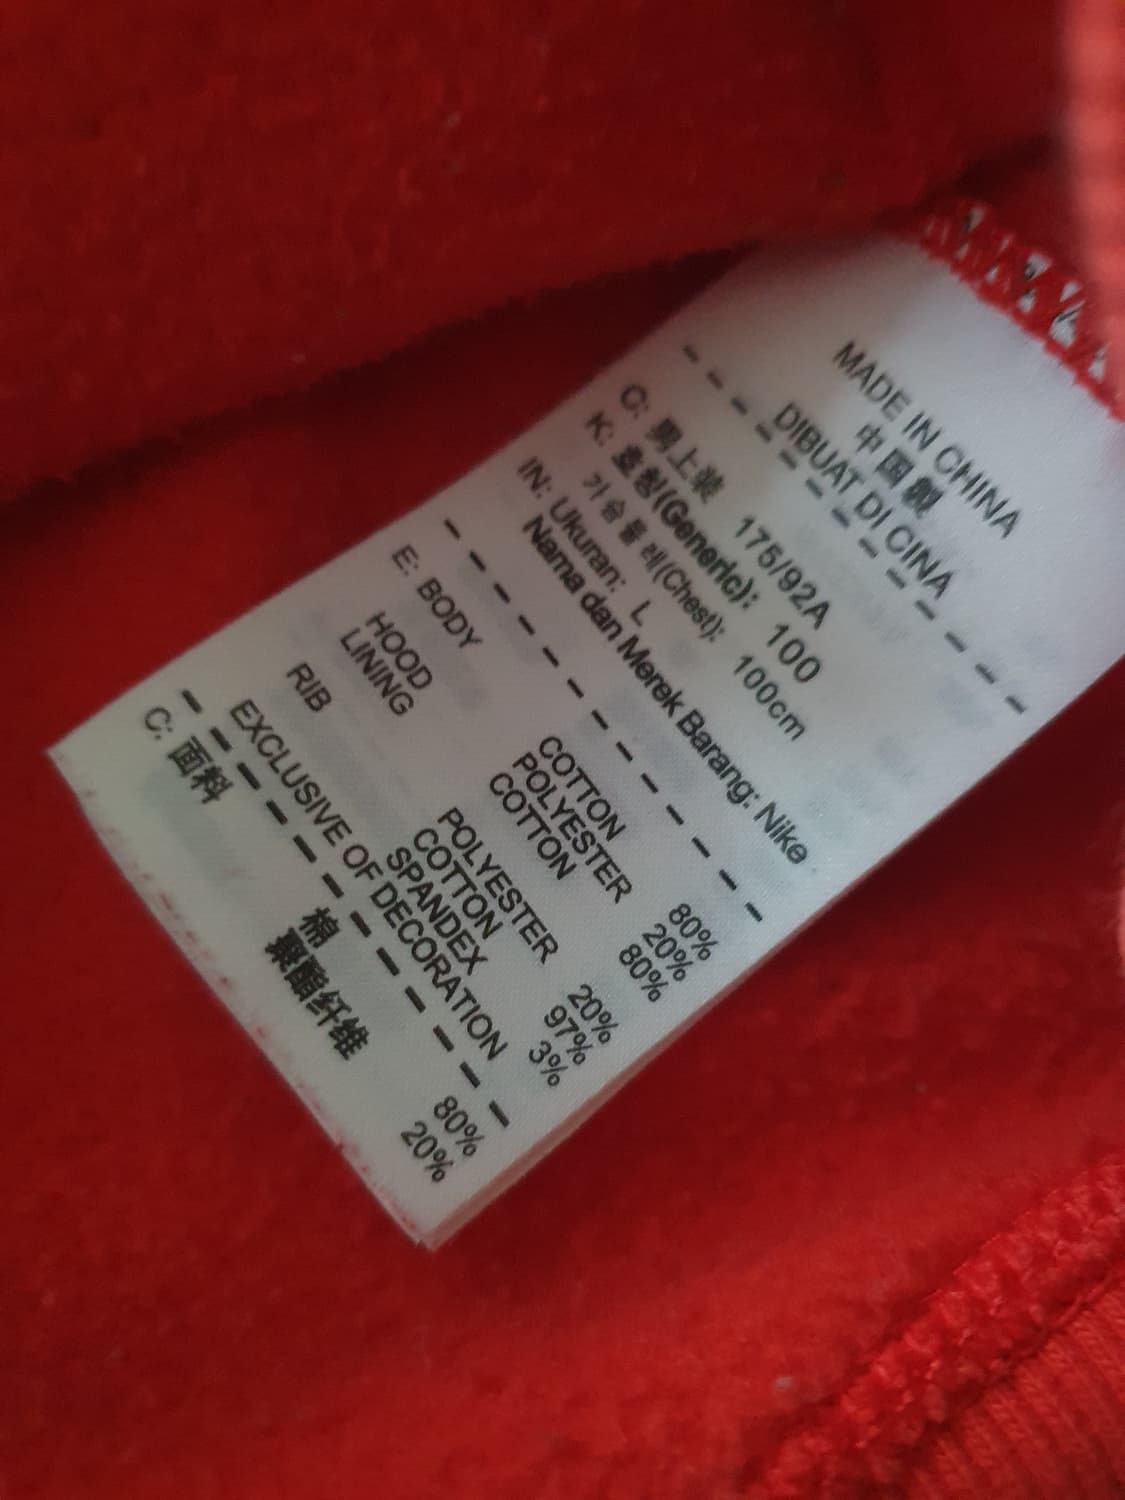 MADE IN CHINA
中国製
DIBUAT DI CINA
C: 男上裝 175/92A
K: 호칭(Generic): 100
가슴둘레(Chest): 100cm
IN: Ukuran: L
Nama dan Merek Barang: Nike
E: BODY COTTON 80%
POLYESTER 20%
HOOD LINING COTTON 80%
POLYESTER 20%
RIB COTTON 97%
SPANDEX 3%
EXCLUSIVE OF DECORATION
C: 面料 棉 80%
聚酯纤维 20%